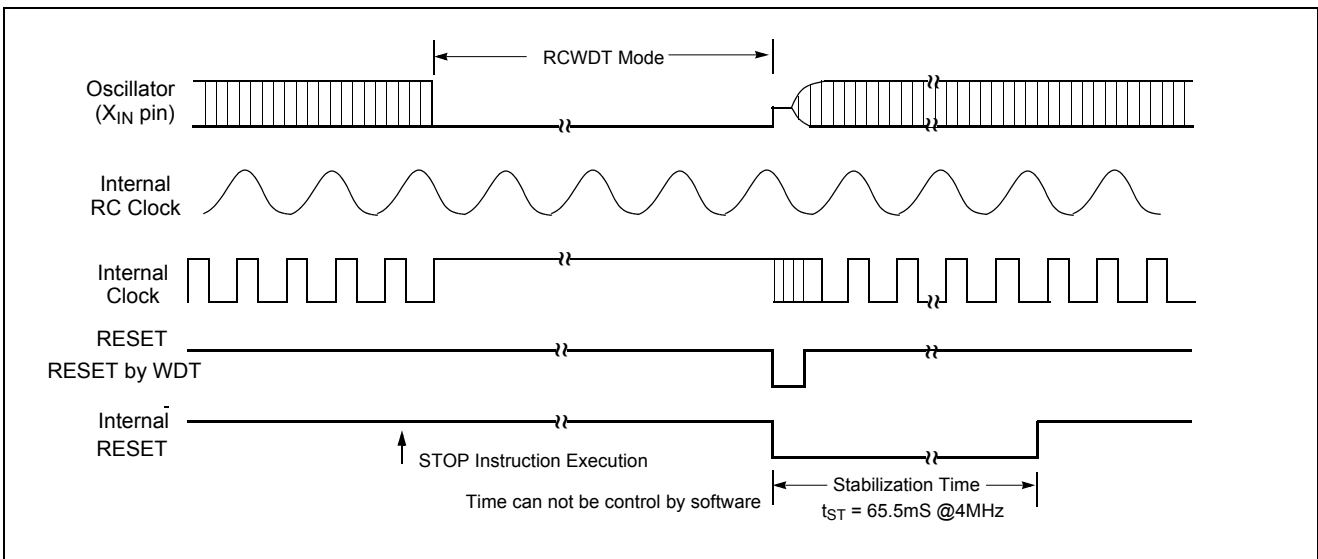 RCWDT Mode
Oscillator
(XIN pin)
Internal
RC Clock
Internal
Clock
RESET
RESET by WDT
Internal
RESET
STOP Instruction Execution
Time can not be control by software
Stabilization Time
tST = 65.5mS @4MHz